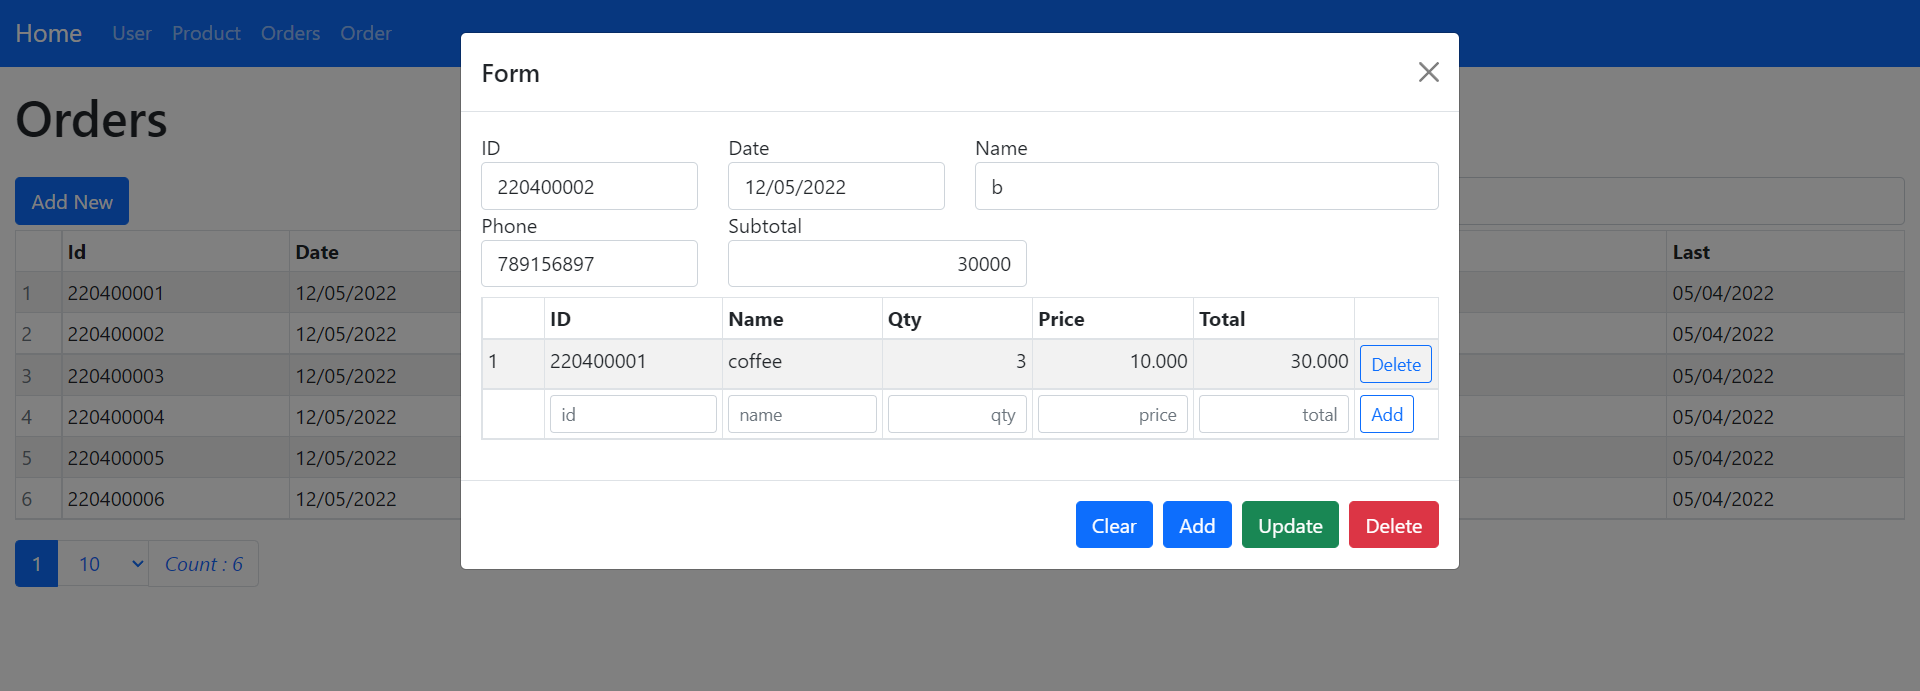 Home User Product Orders Order
Form
Orders
ID Date Name
220400002 12/05/2022 b
Add New
Phone Subtotal
789156897 30000
Id Date Last
1 220400001 12/05/2022 05/04/2022
2 220400002 12/05/2022 05/04/2022
3 220400003 12/05/2022 05/04/2022
4 220400004 12/05/2022 05/04/2022
5 220400005 12/05/2022 05/04/2022
6 220400006 12/05/2022 05/04/2022
ID Name Qty Price Total
1 220400001 coffee 3 10.000 30.000 Delete
id name qty price total Add
Clear Add Update Delete
1 10 Count : 6